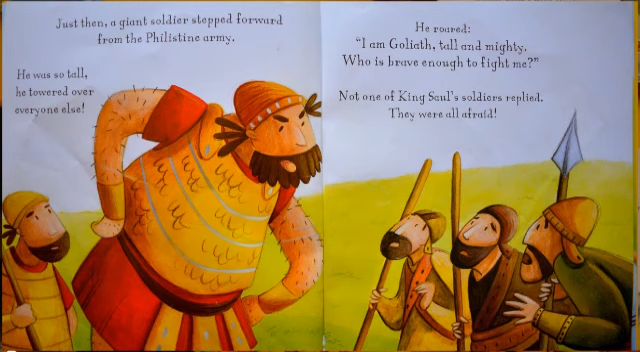 Just then, a giant soldier stepped forward
from the Philistine army.
He was so tall,
he towered over
everyone else!
He roared:
“I am Goliath, tall and mighty.
Who is brave enough to fight me?”
Not one of King Saul's soldiers replied.
They were all afraid!